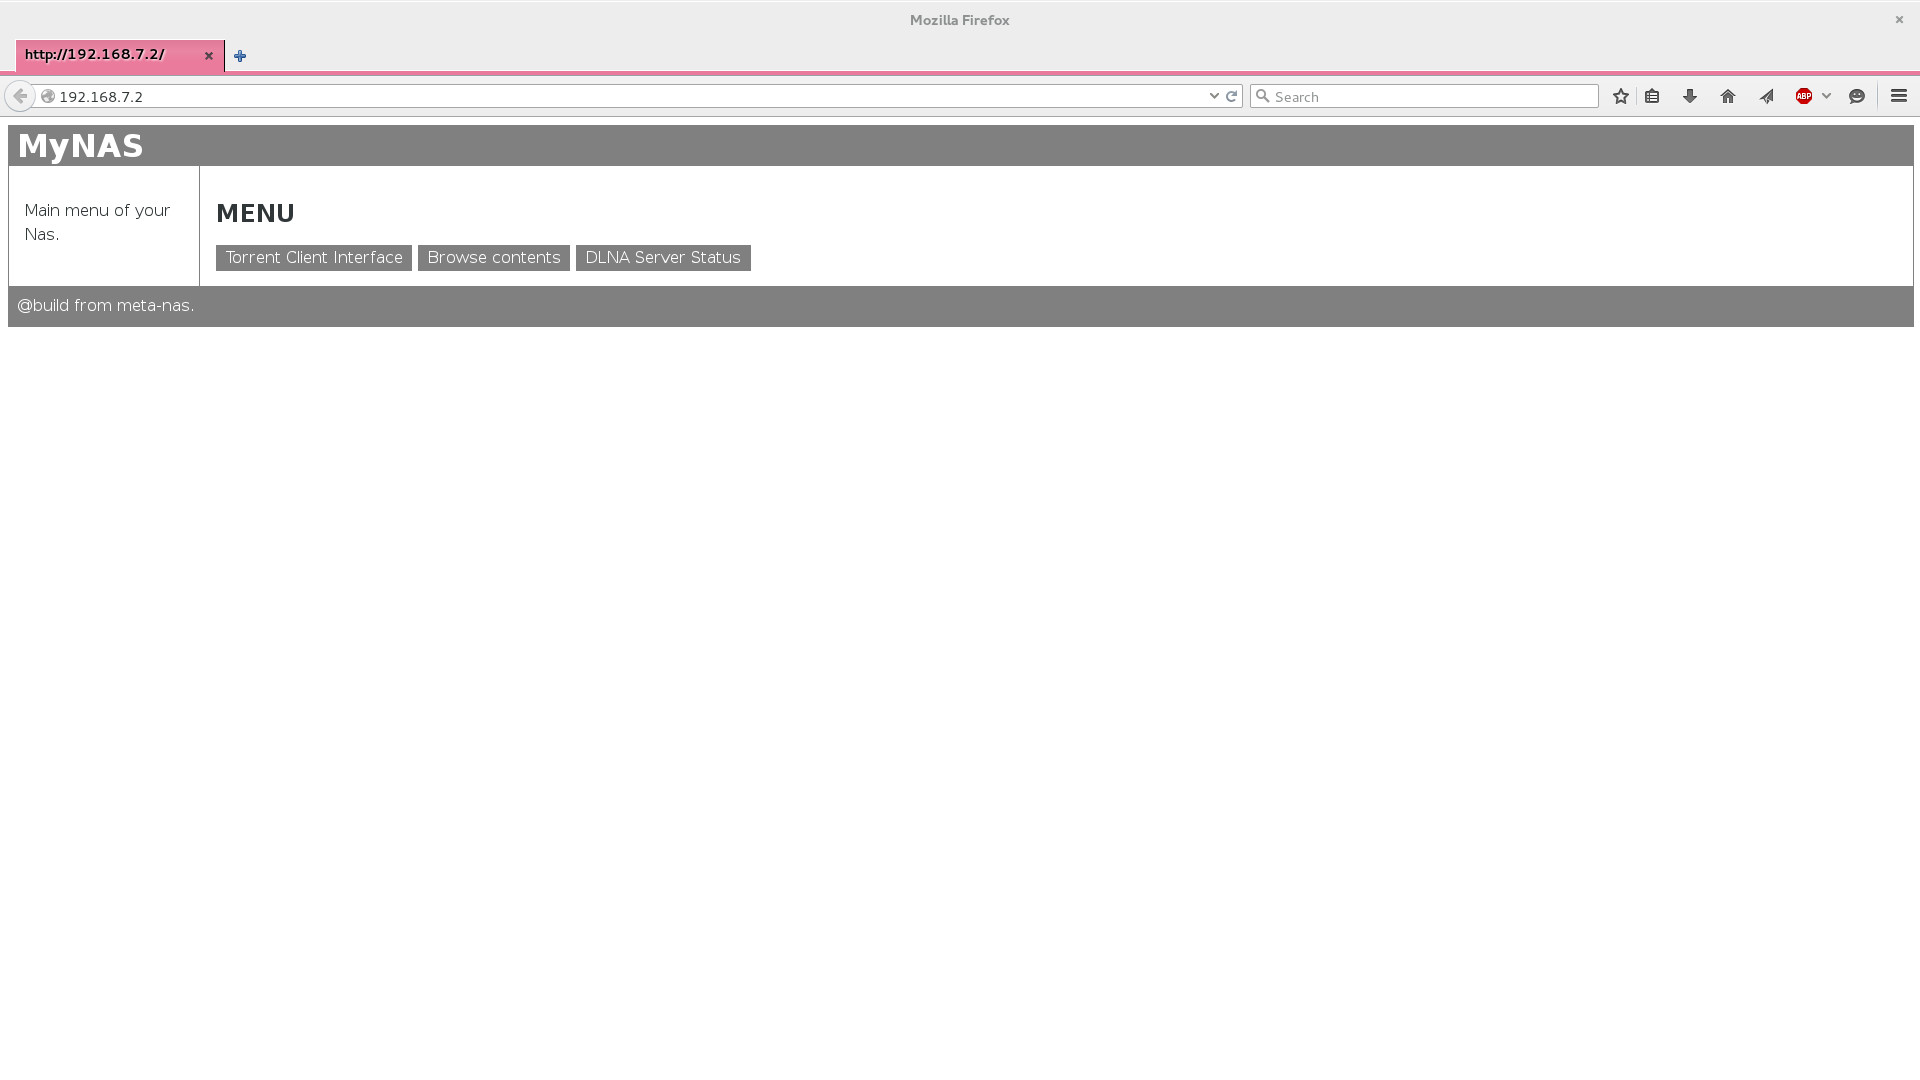 Mozilla Firefox
http://192.168.7.2/
192.168.7.2
Search
ABP
MyNAS
Main menu of your
Nas.
MENU
Torrent Client Interface Browse contents DLNA Server Status
@build from meta-nas.